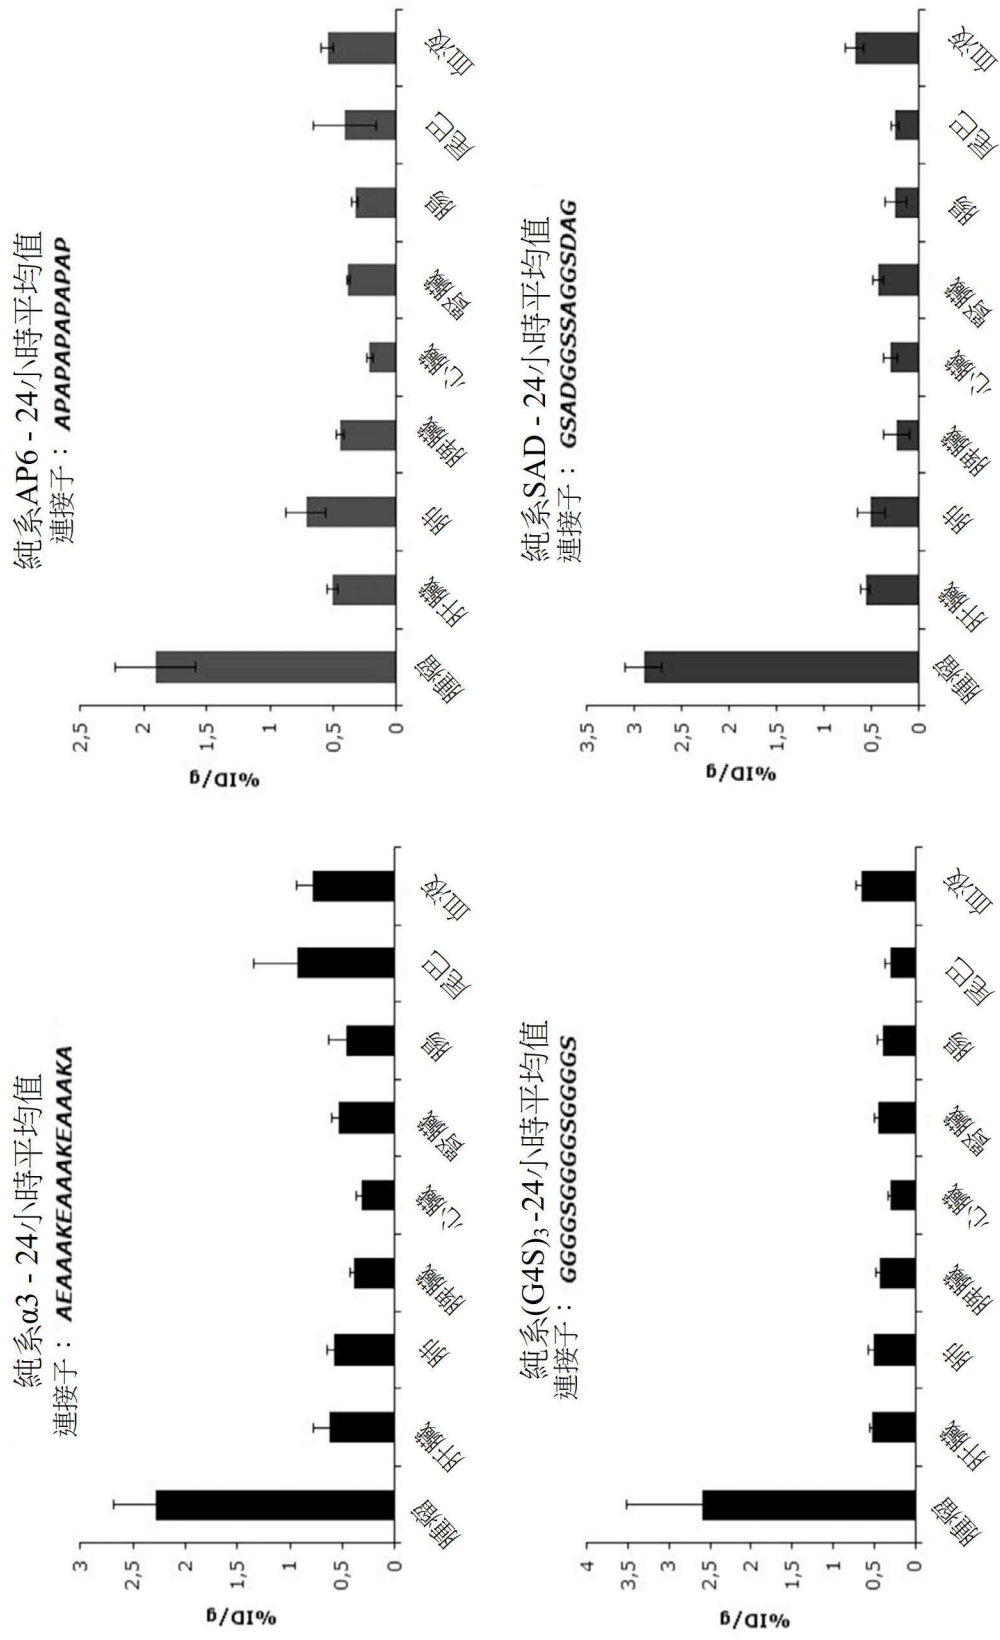 純系α3 - 24小時平均值
連接子： AEAAAKEAAAKEAAAKA
%ID/g
3
2,5
2
1,5
1
0,5
0
腫瘤
肝臟
肺
脾臟
心臟
腎臟
腸
尾巴
血液
純系AP6 - 24小時平均值
連接子： APAPAPAPAPAP
%ID/g
2,5
2
1,5
1
0,5
0
腫瘤
肝臟
肺
脾臟
心臟
腎臟
腸
尾巴
血液
純系(G4S)₃-24小時平均值
連接子： GGGGSGGGGSGGGGS
%ID/g
4
3,5
3
2,5
2
1,5
1
0,5
0
腫瘤
肝臟
肺
脾臟
心臟
腎臟
腸
尾巴
血液
純系SAD - 24小時平均值
連接子： GSADGGSSAGGSDAG
%ID/g
3,5
3
2,5
2
1,5
1
0,5
0
腫瘤
肝臟
肺
脾臟
心臟
腎臟
腸
尾巴
血液